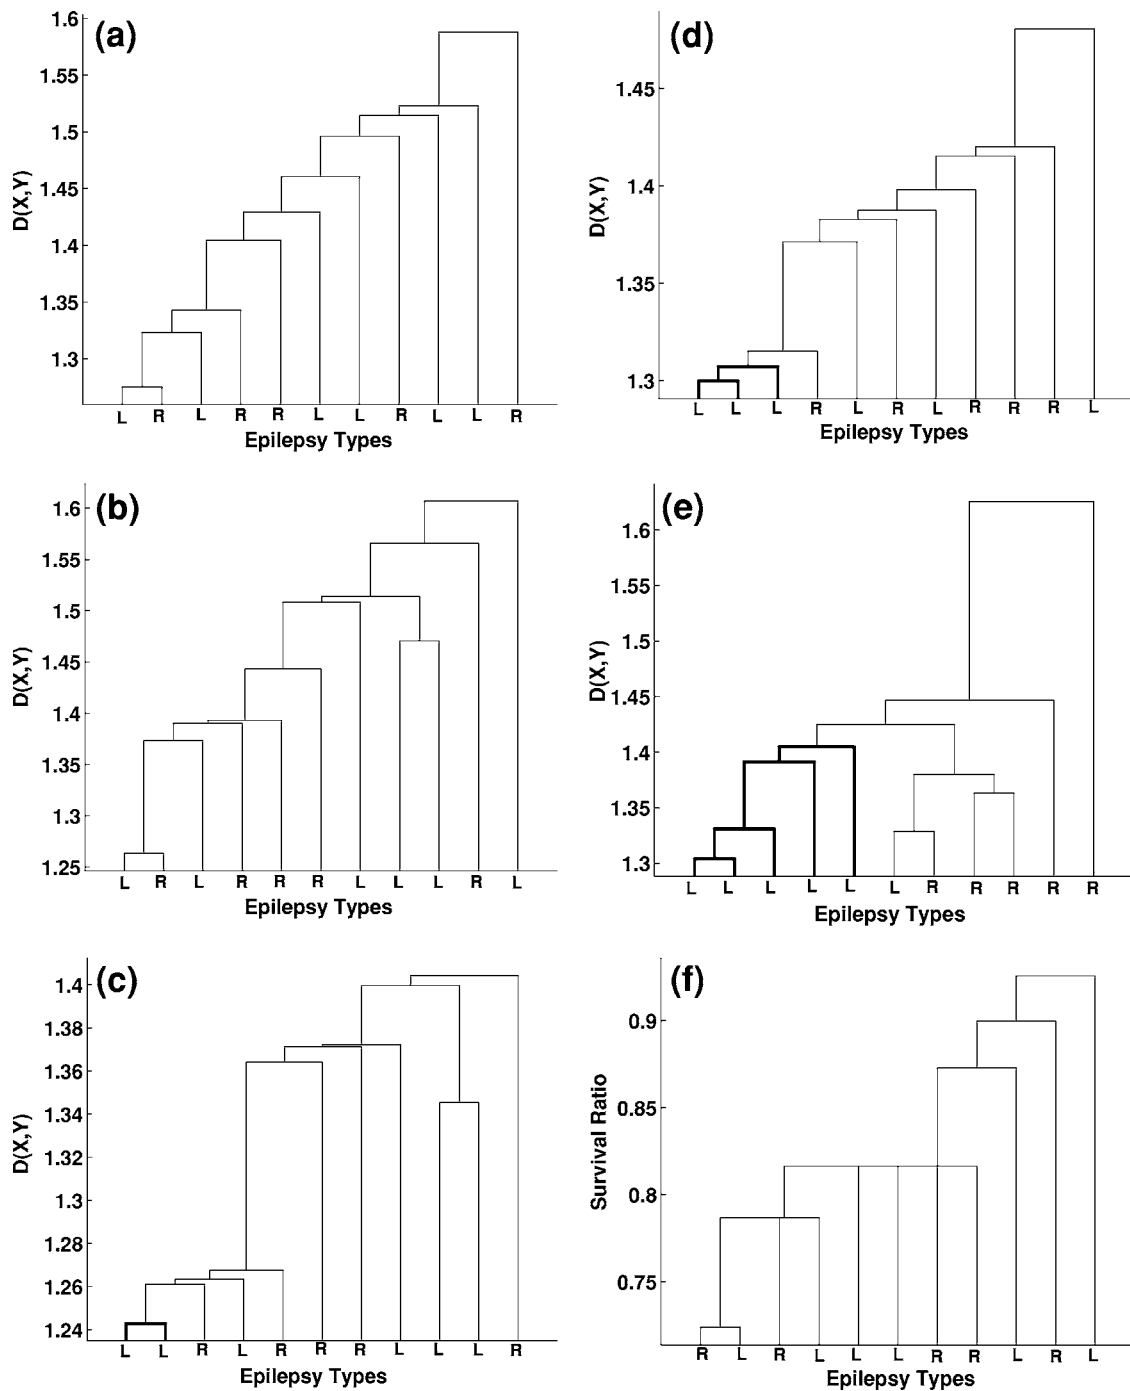 (a)
1.6
1.55
1.5
1.45
1.4
1.35
1.3
D(X,Y)
L R L R R L L R L L R
Epilepsy Types
(d)
1.45
1.4
1.35
1.3
D(X,Y)
L L L R L R L R R R L
Epilepsy Types
(b)
1.6
1.55
1.5
1.45
1.4
1.35
1.3
1.25
D(X,Y)
L R L R R R L L L R L
Epilepsy Types
(e)
1.6
1.55
1.5
1.45
1.4
1.35
1.3
D(X,Y)
L L L L L L R R R R R
Epilepsy Types
(c)
1.4
1.38
1.36
1.34
1.32
1.3
1.28
1.26
1.24
D(X,Y)
L L R L R R R L L L R
Epilepsy Types
(f)
0.9
0.85
0.8
0.75
Survival Ratio
R L R L L L R R L R L
Epilepsy Types